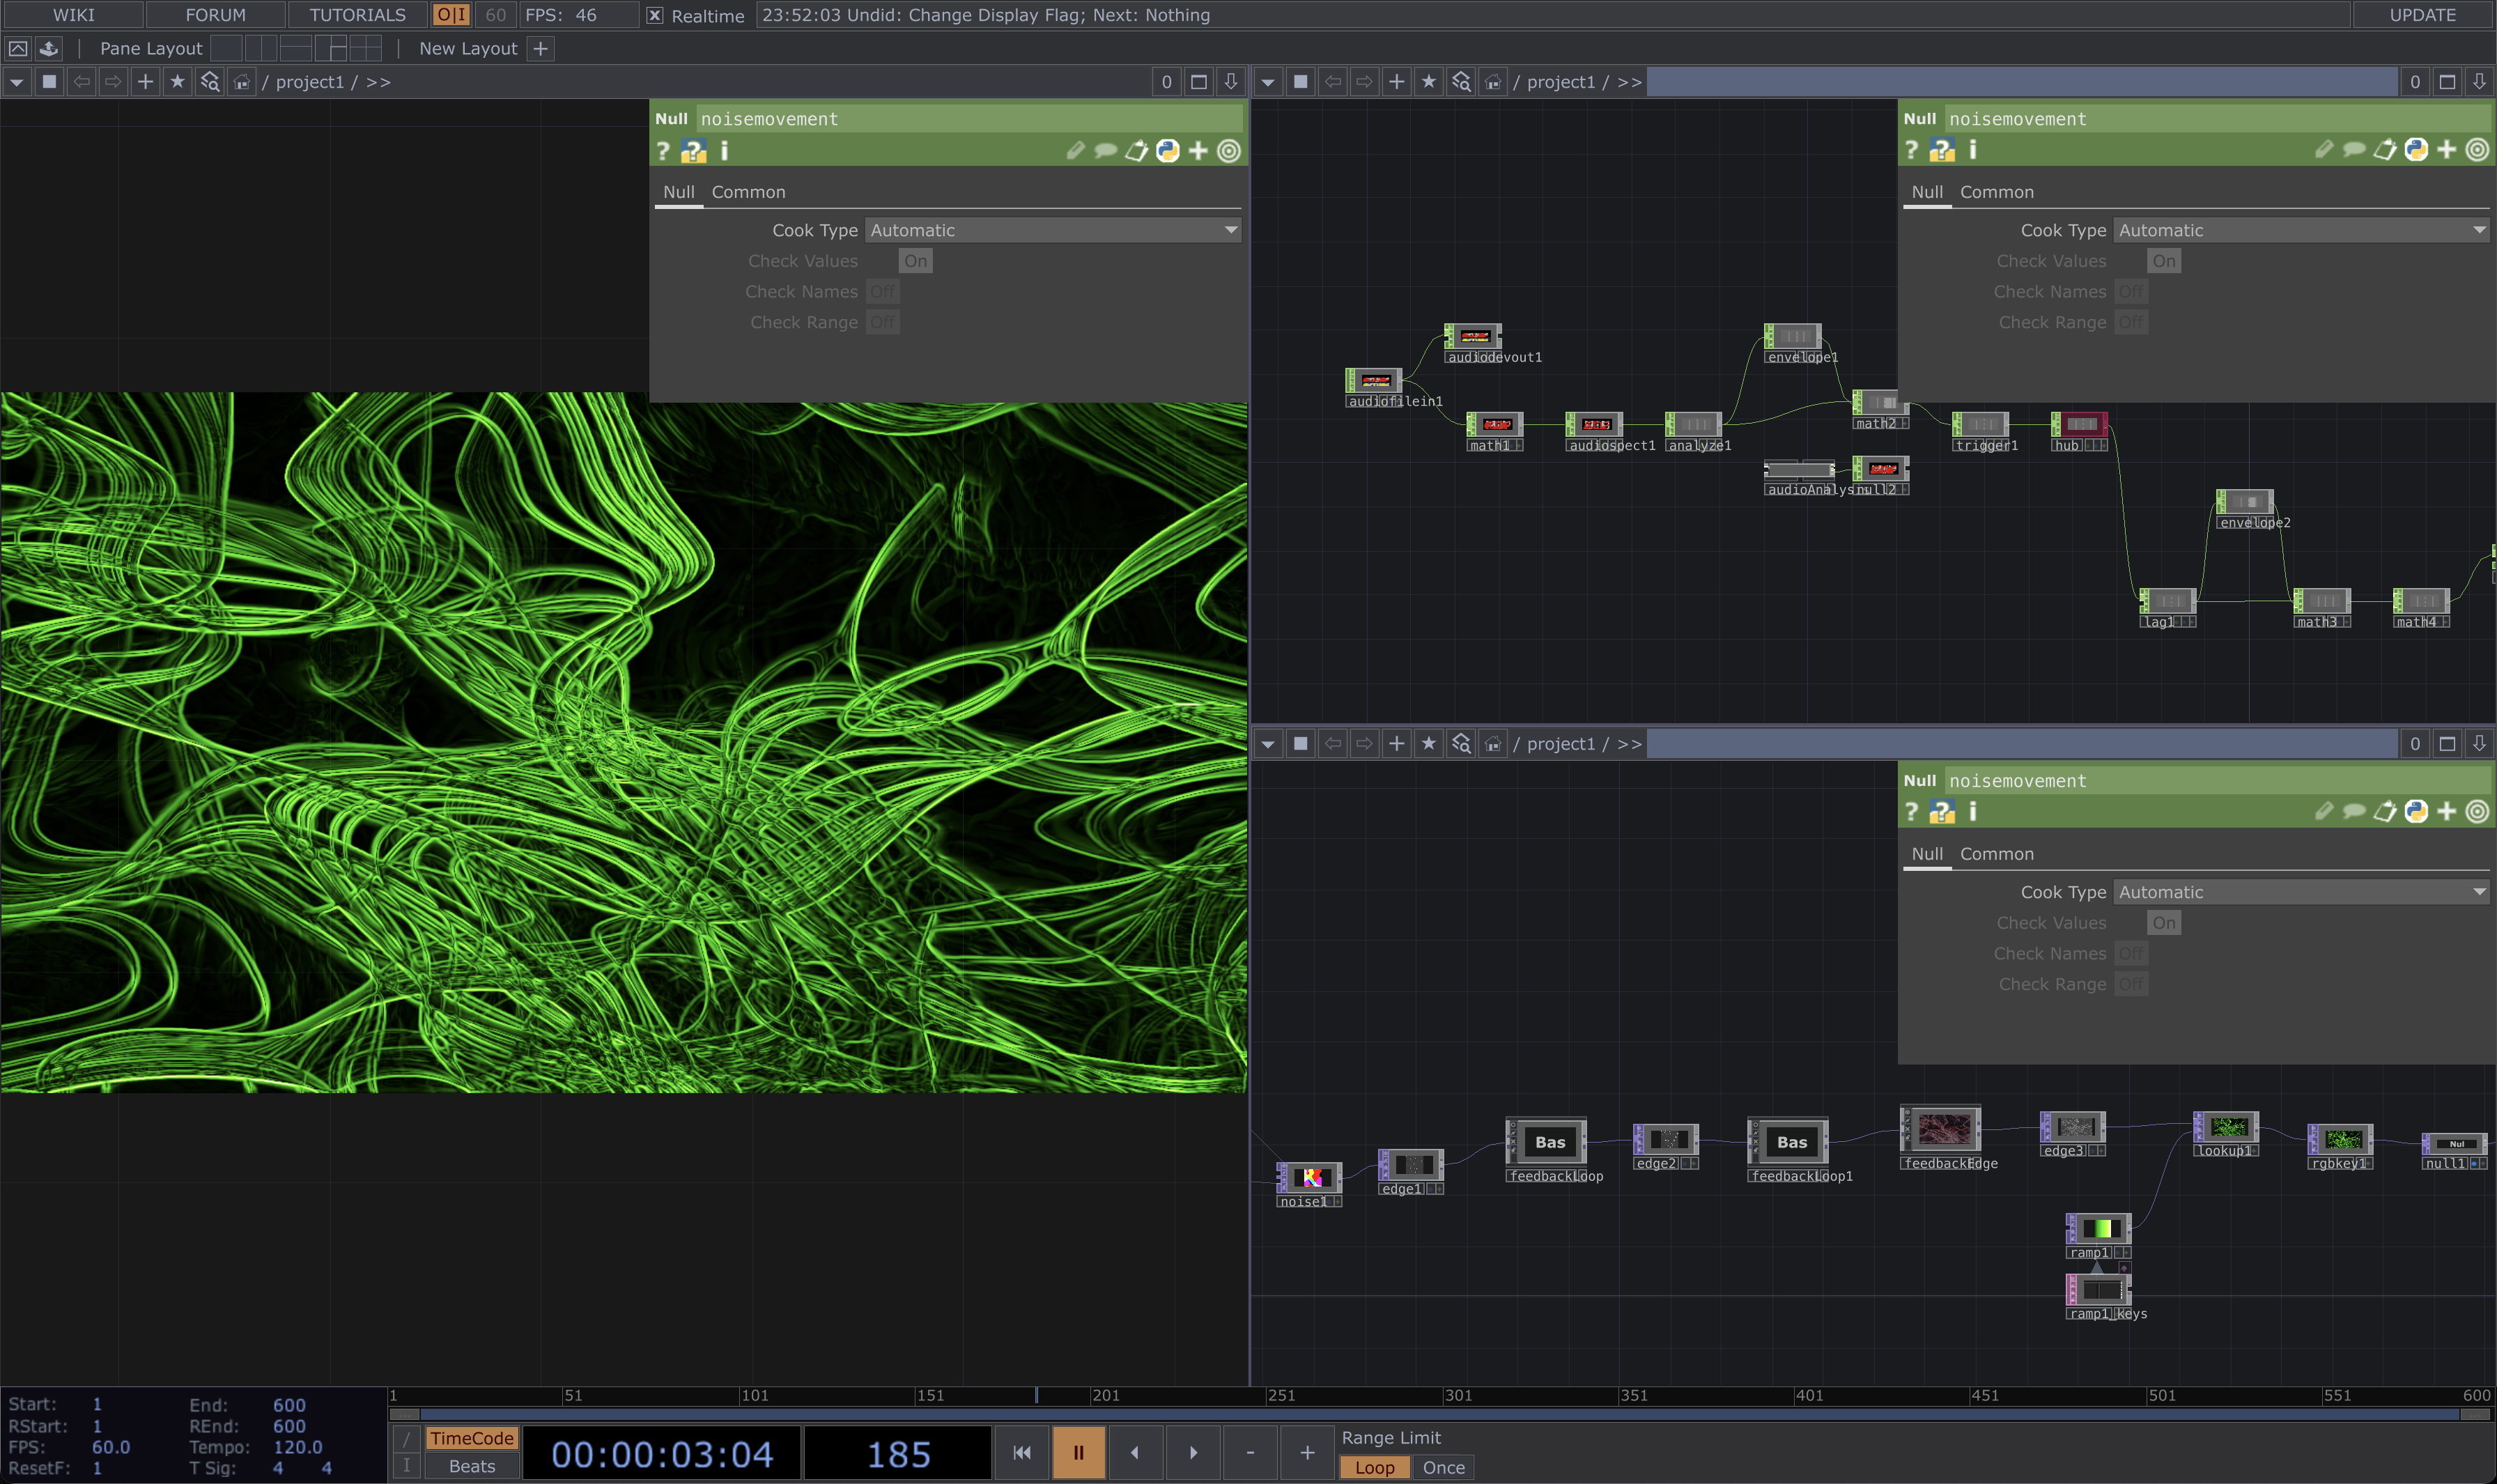 WIKI FORUM TUTORIALS O|I 60 FPS: 46 X Realtime 23:52:03 Undid: Change Display Flag; Next: Nothing UPDATE
Pane Layout New Layout +
/ project1 / >> 0
Null noisemovement
? ? i
Null Common
Cook Type Automatic
Check Values On
Check Names Off
Check Range Off
/ project1 / >> 0
Null noisemovement
? ? i
Null Common
Cook Type Automatic
Check Values On
Check Names Off
Check Range Off
audiodevout1
envelope1
audiofilein1
math2
math1
audiospect1
analyze1
trigger1
hub
audioAnalysis
null2
envelope2
lag1
math3
math4
/ project1 / >> 0
Null noisemovement
? ? i
Null Common
Cook Type Automatic
Check Values On
Check Names Off
Check Range Off
Bas
Bas
Nul
noise1
edge1
feedbackLoop
edge2
feedbackLoop1
feedbackEdge
edge3
lookup1
rgbkey1
null1
ramp1
ramp1_keys
1 51 101 151 201 251 301 351 401 451 501 551 600
Start: 1 End: 600
RStart: 1 REnd: 600
FPS: 60.0 Tempo: 120.0
ResetF: 1 T Sig: 4 4
/
I
TimeCode
Beats
00:00:03:04
185
- +
Range Limit
Loop Once